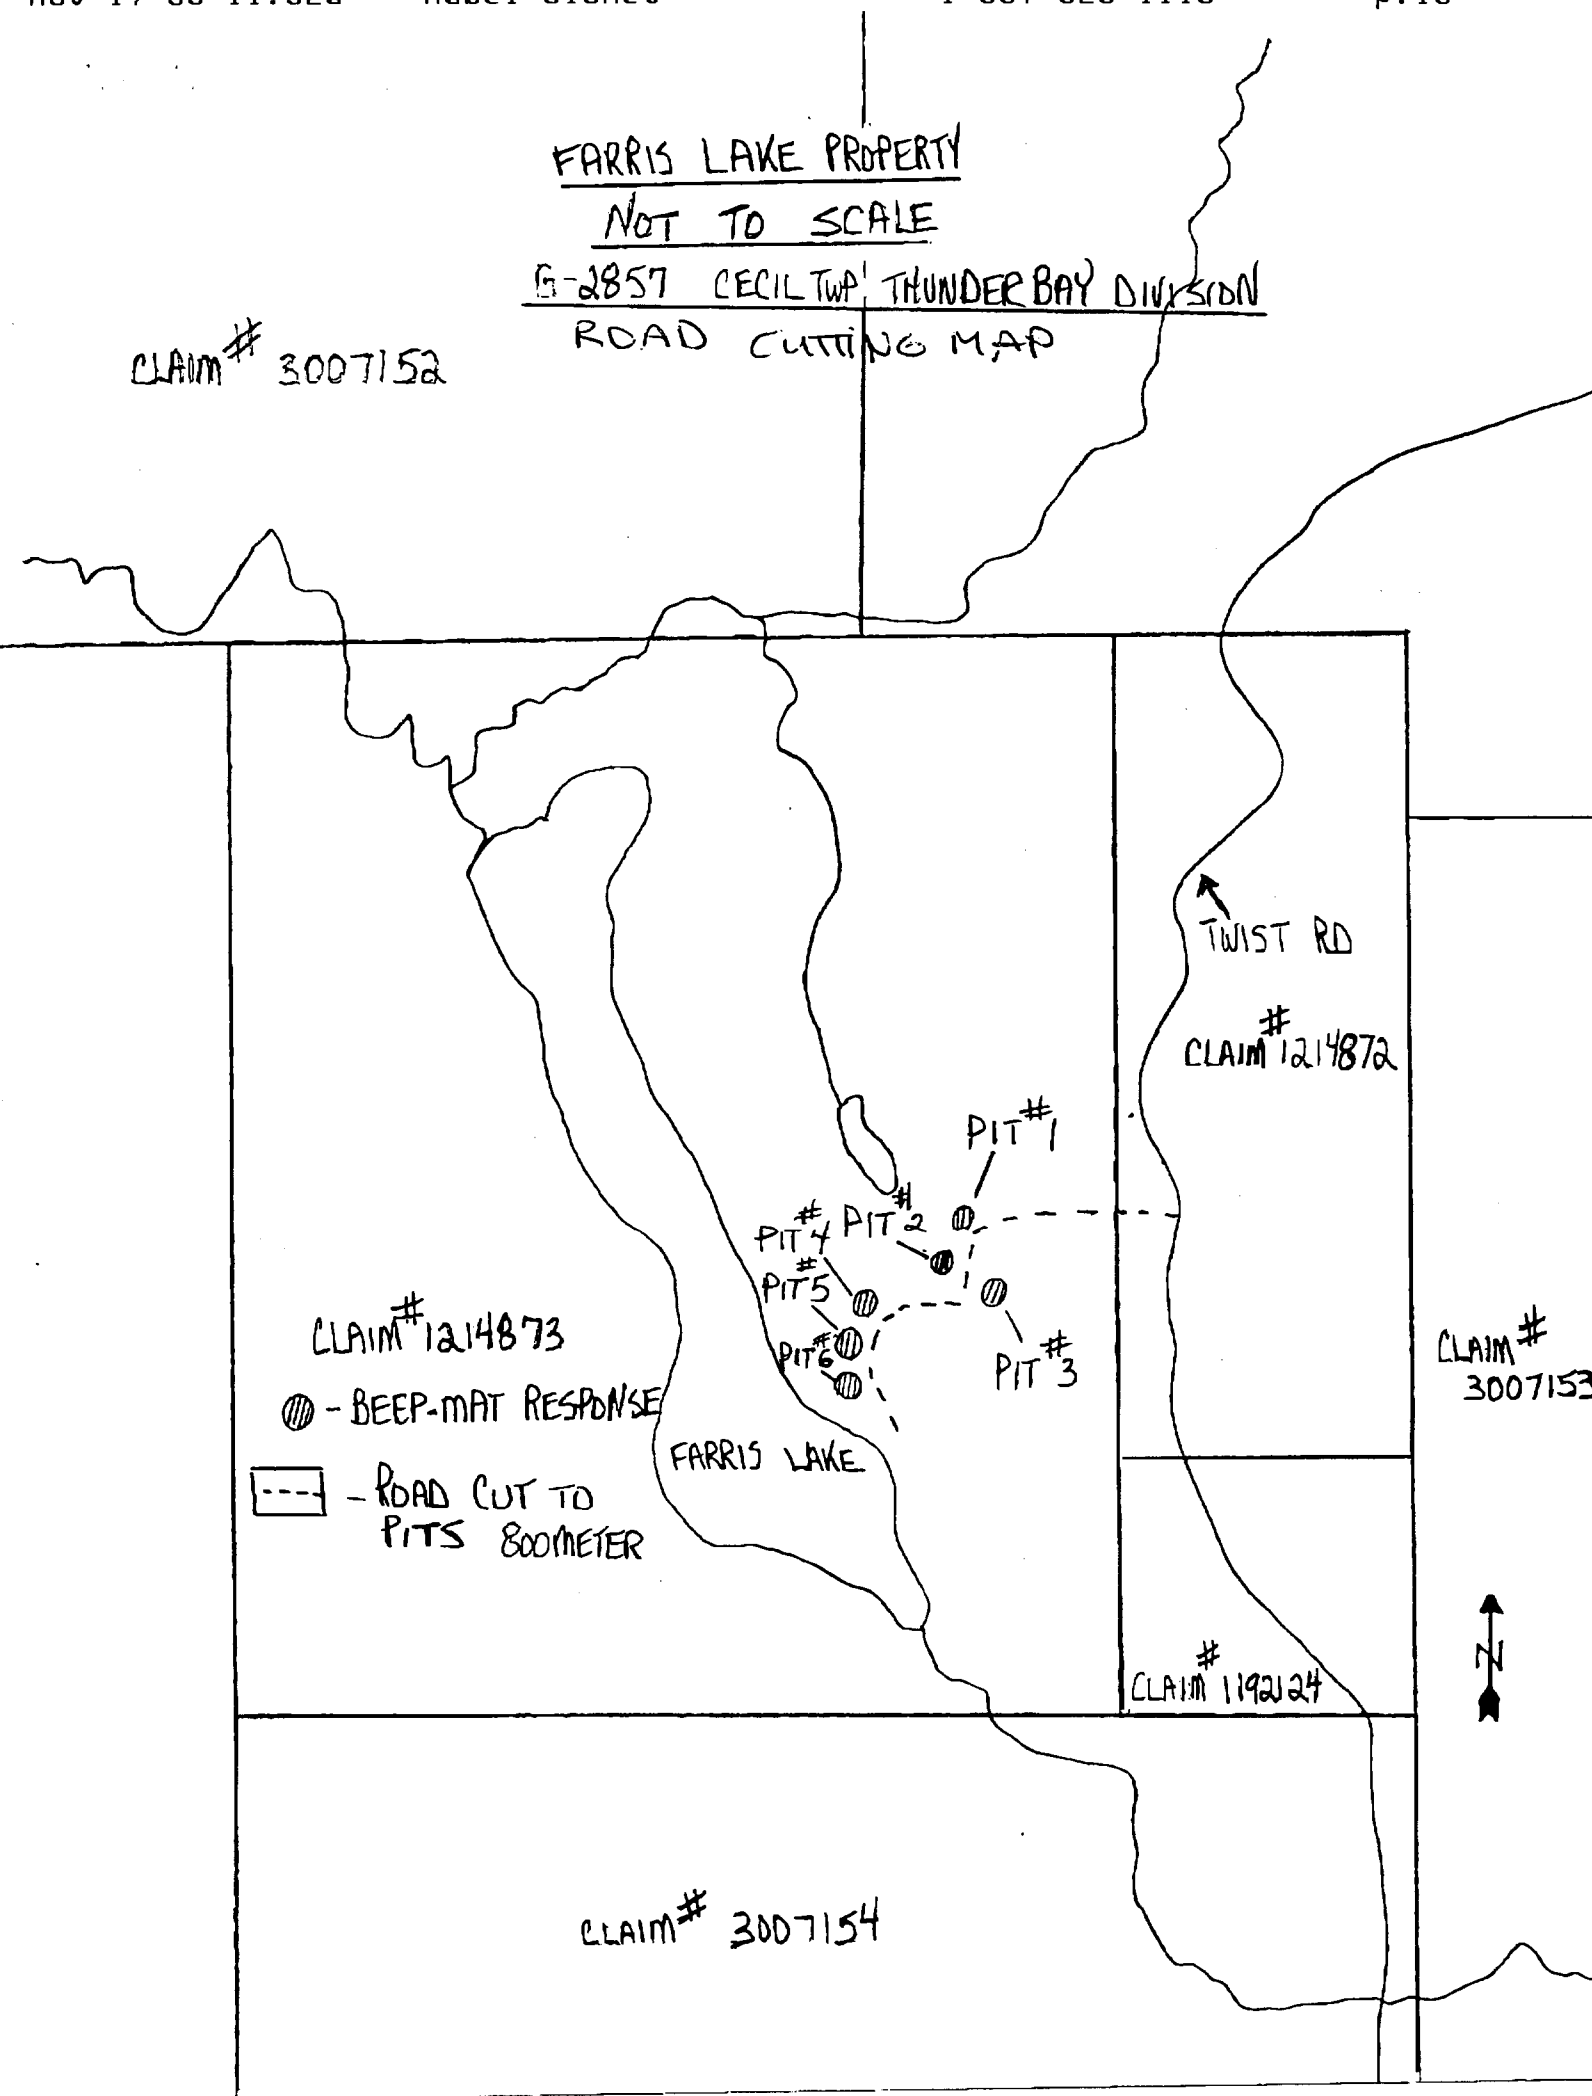 FARRIS LAKE PROPERTY
NOT TO SCALE
G-2857 CECIL TWP THUNDER BAY DIVISION
ROAD CUTTING MAP
CLAIM # 3007152
TWIST RD
CLAIM # 1214872
PIT #1
PIT #2
PIT #4
PIT #5
PIT #6
PIT #3
CLAIM # 1214873
- BEEP-MAT RESPONSE
- ROAD CUT TO
PITS 800METER
FARRIS LAKE
CLAIM #
3007153
CLAIM # 1192124
N
CLAIM # 3007154